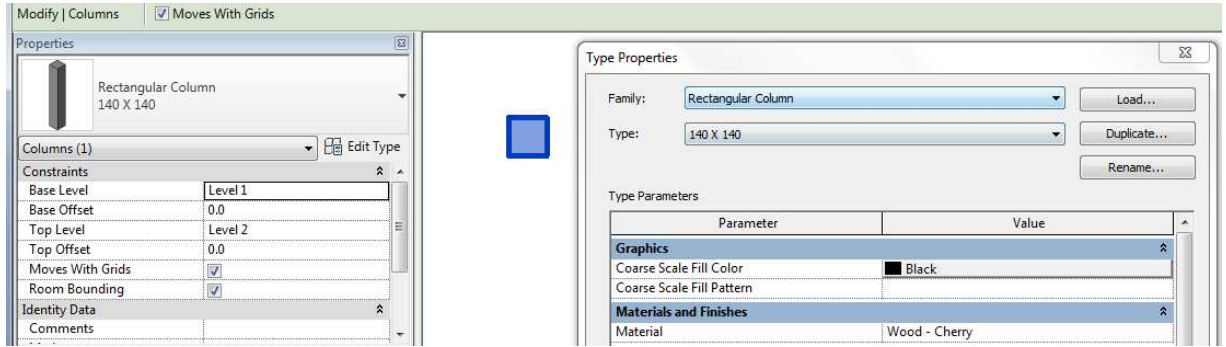 Modify | Columns Moves With Grids
Properties
Rectangular Column
140 X 140
Columns (1) Edit Type
Constraints
Base Level Level 1
Base Offset 0.0
Top Level Level 2
Top Offset 0.0
Moves With Grids
Room Bounding
Identity Data
Comments
Type Properties
Family: Rectangular Column Load...
Type: 140 X 140 Duplicate...
Rename...
Type Parameters
Parameter Value
Graphics
Coarse Scale Fill Color Black
Coarse Scale Fill Pattern
Materials and Finishes
Material Wood - Cherry